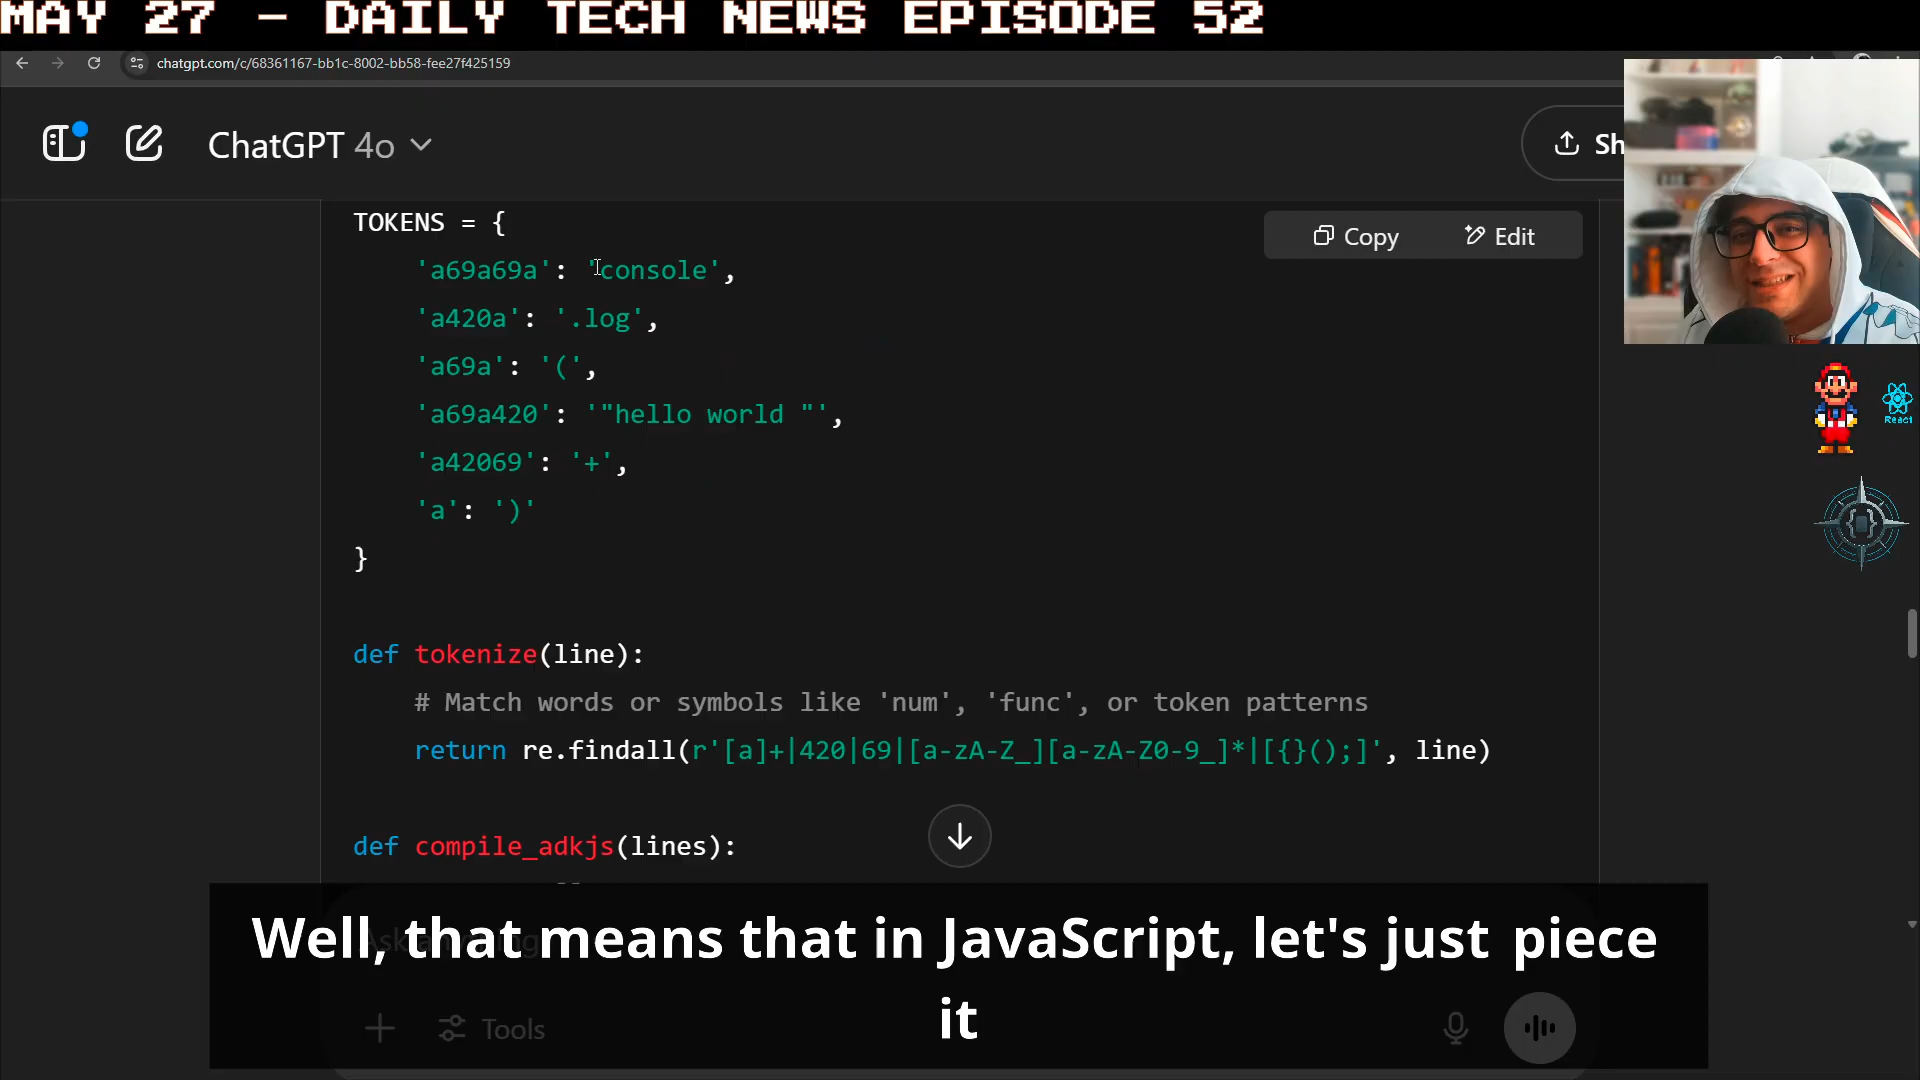 MAY 27 - DAILY TECH NEWS EPISODE 52
chatgpt.com/c/68361167-bb1c-8002-bb58-fee27f425159
ChatGPT 4o
Sh
TOKENS = {
Copy
Edit
'a69a69a': 'console',
'a420a': '.log',
'a69a': '(',
'a69a420': '"hello world "',
'a42069': '+',
'a': ')'
}
React
def tokenize(line):
# Match words or symbols like 'num', 'func', or token patterns
return re.findall(r'[a]+|420|69|[a-zA-Z_][a-zA-Z0-9_]*|[{}();]', line)
def compile_adkjs(lines):
Well, that means that in JavaScript, let's just piece
it
Tools